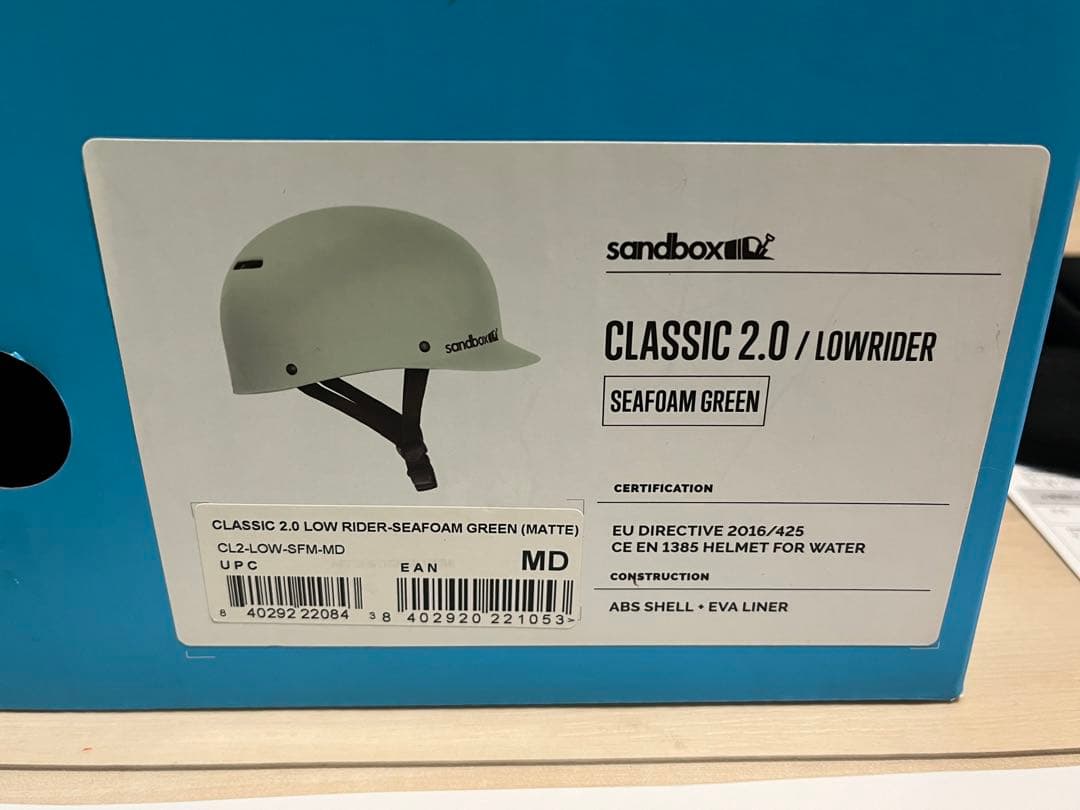 sandbox
CLASSIC 2.0 / LOWRIDER
SEAFOAM GREEN
CERTIFICATION
EU DIRECTIVE 2016/425
CE EN 1385 HELMET FOR WATER
CONSTRUCTION
ABS SHELL + EVA LINER
sandbox
CLASSIC 2.0 LOW RIDER-SEAFOAM GREEN (MATTE)
CL2-LOW-SFM-MD
UPC
EAN
MD
8 40292 22084 3
8 402920 221053>